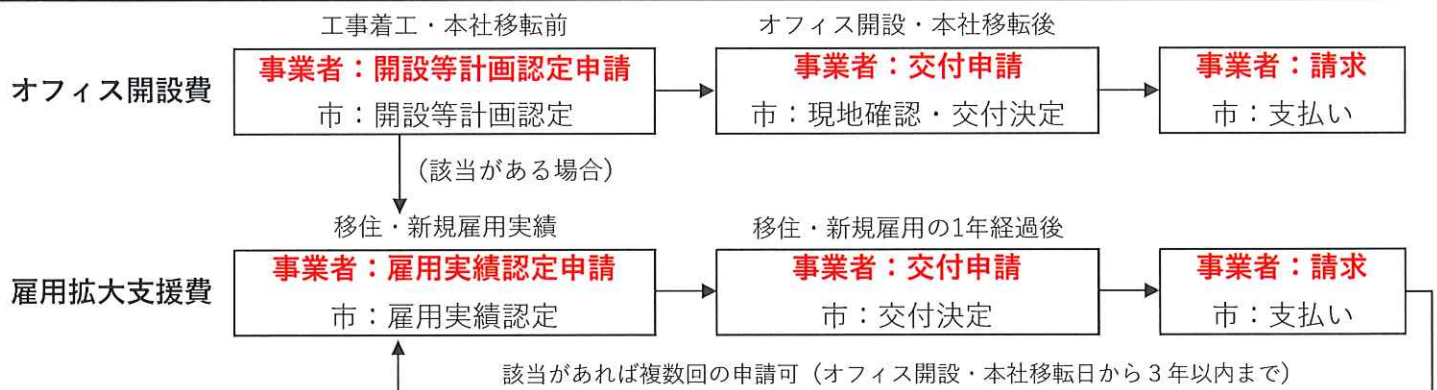 工事着工・本社移転前
オフィス開設・本社移転後
オフィス開設費
事業者：開設等計画認定申請
市：開設等計画認定
事業者：交付申請
市：現地確認・交付決定
事業者：請求
市：支払い
（該当がある場合）
移住・新規雇用実績
移住・新規雇用の1年経過後
雇用拡大支援費
事業者：雇用実績認定申請
市：雇用実績認定
事業者：交付申請
市：交付決定
事業者：請求
市：支払い
該当があれば複数回の申請可（オフィス開設・本社移転日から３年以内まで）